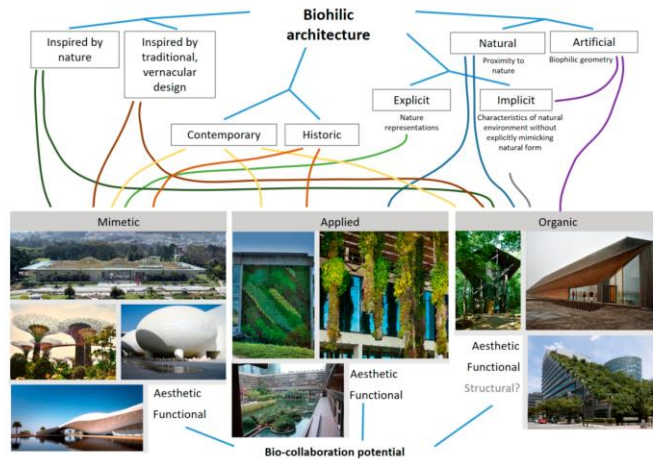 Biohilic
architecture
Inspired by
nature
Inspired by
traditional,
vernacular
design
Natural
Proximity to
nature
Artificial
Biophilic geometry
Explicit
Nature
representations
Implicit
Characteristics of natural
environment without
explicitly mimicking
natural form
Contemporary
Historic
Mimetic
Applied
Organic
Aesthetic
Functional
Aesthetic
Functional
Aesthetic
Functional
Structural?
Bio-collaboration potential